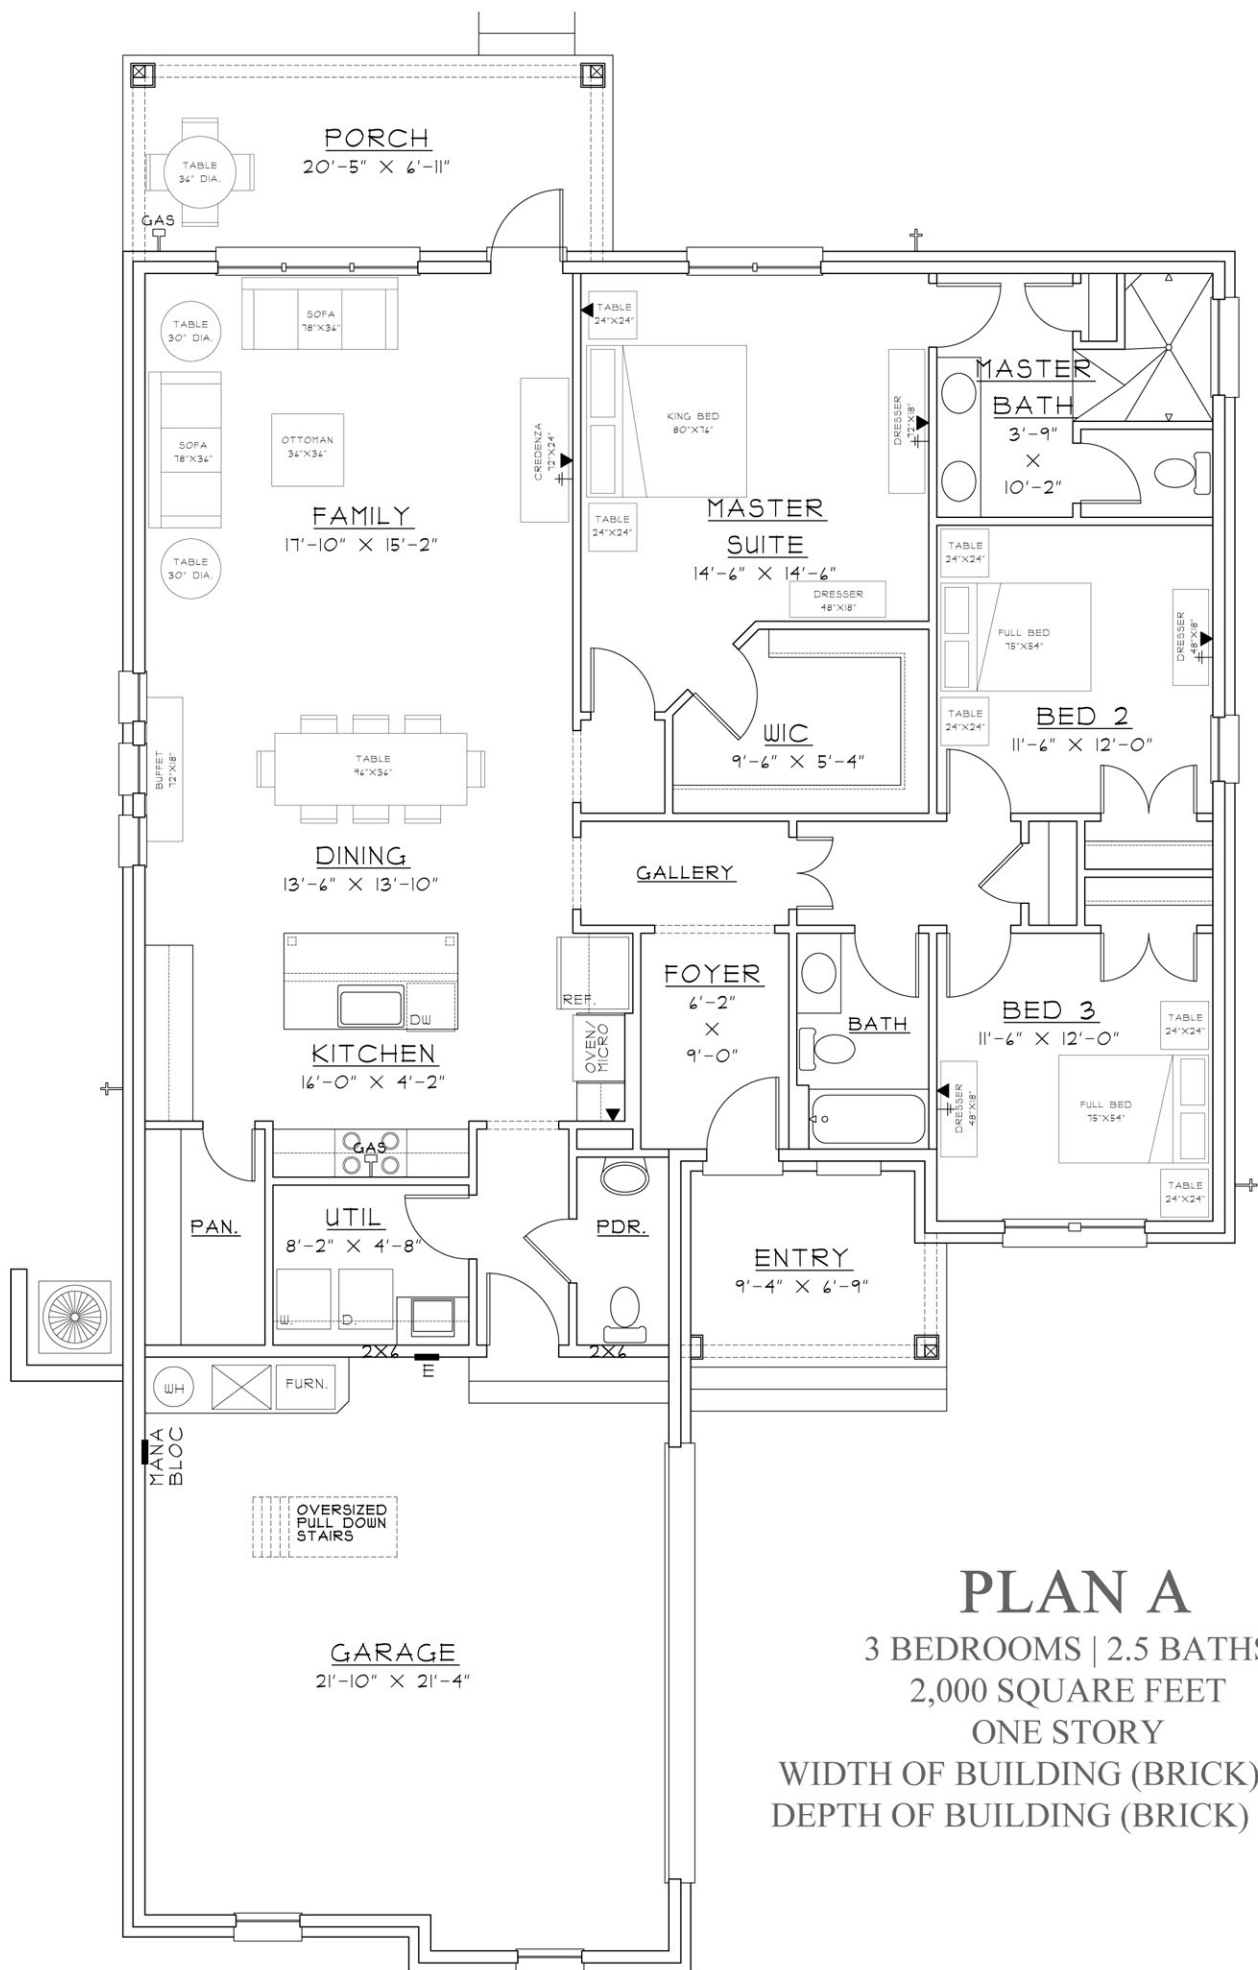 PORCH
20'-5" X 6'-11"
TABLE
36" DIA.
GAS
TABLE
30" DIA.
SOFA
78"X36"
SOFA
78"X36"
OTTOMAN
36"X36"
CREDENZA
72"X24"
FAMILY
17'-10" X 15'-2"
TABLE
30" DIA.
TABLE
24"X24"
KING BED
80"X76"
DRESSER
72"X18"
TABLE
24"X24"
MASTER
SUITE
14'-6" X 14'-6"
DRESSER
48"X18"
MASTER
BATH
3'-9"
X
10'-2"
TABLE
24"X24"
FULL BED
75"X54"
DRESSER
48"X18"
TABLE
24"X24"
BED 2
11'-6" X 12'-0"
WIC
9'-6" X 5'-4"
BUFFET
72"X18"
TABLE
96"X36"
DINING
13'-6" X 13'-10"
GALLERY
REF.
DW
OVEN/
MICRO
KITCHEN
16'-0" X 4'-2"
FOYER
6'-2"
X
9'-0"
BATH
BED 3
11'-6" X 12'-0"
TABLE
24"X24"
DRESSER
48"X18"
FULL BED
75"X54"
TABLE
24"X24"
GAS
PAN.
UTIL
8'-2" X 4'-8"
W.
D.
PDR.
ENTRY
9'-4" X 6'-9"
2X6
2X6
E
WH
FURN.
MANA
BLOC
OVERSIZED
PULL DOWN
STAIRS
GARAGE
21'-10" X 21'-4"
PLAN A
3 BEDROOMS | 2.5 BATHS
2,000 SQUARE FEET
ONE STORY
WIDTH OF BUILDING (BRICK)
DEPTH OF BUILDING (BRICK)